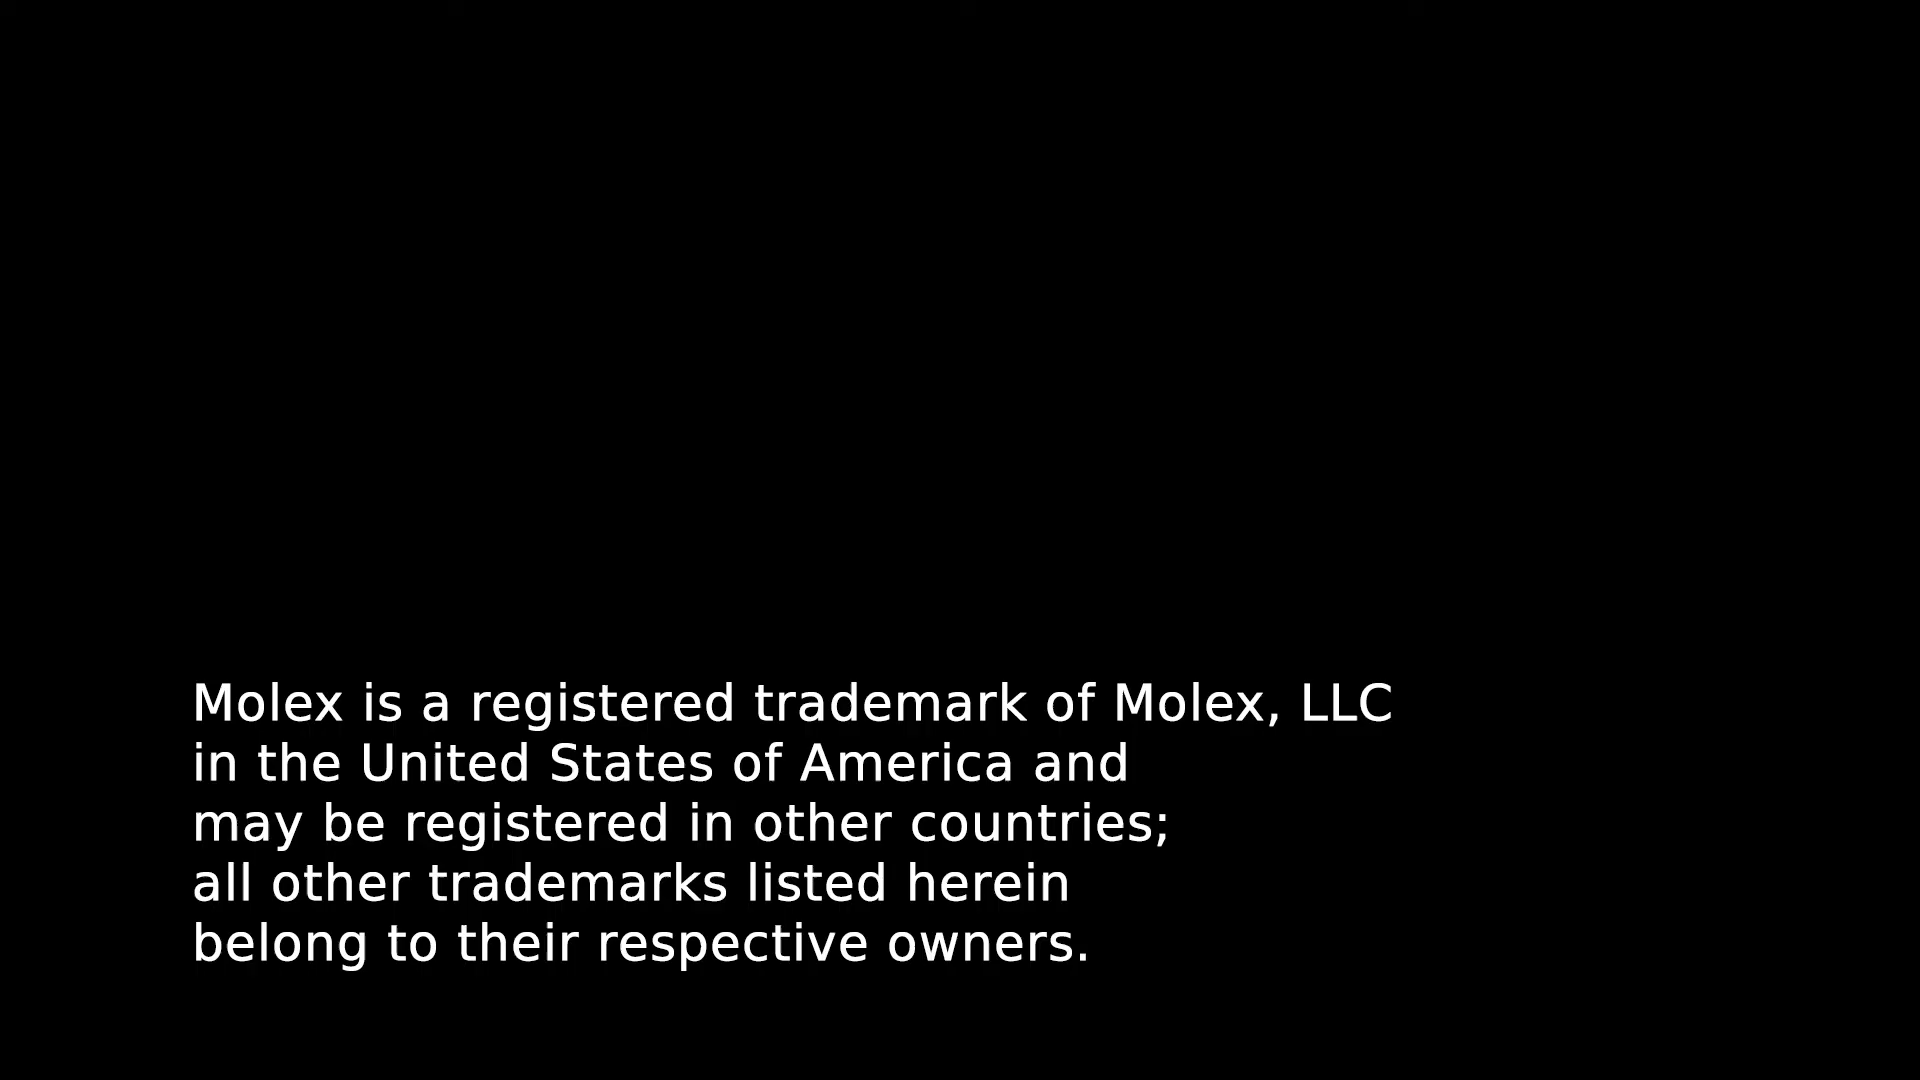 Molex is a registered trademark of Molex, LLC
in the United States of America and
may be registered in other countries;
all other trademarks listed herein
belong to their respective owners.